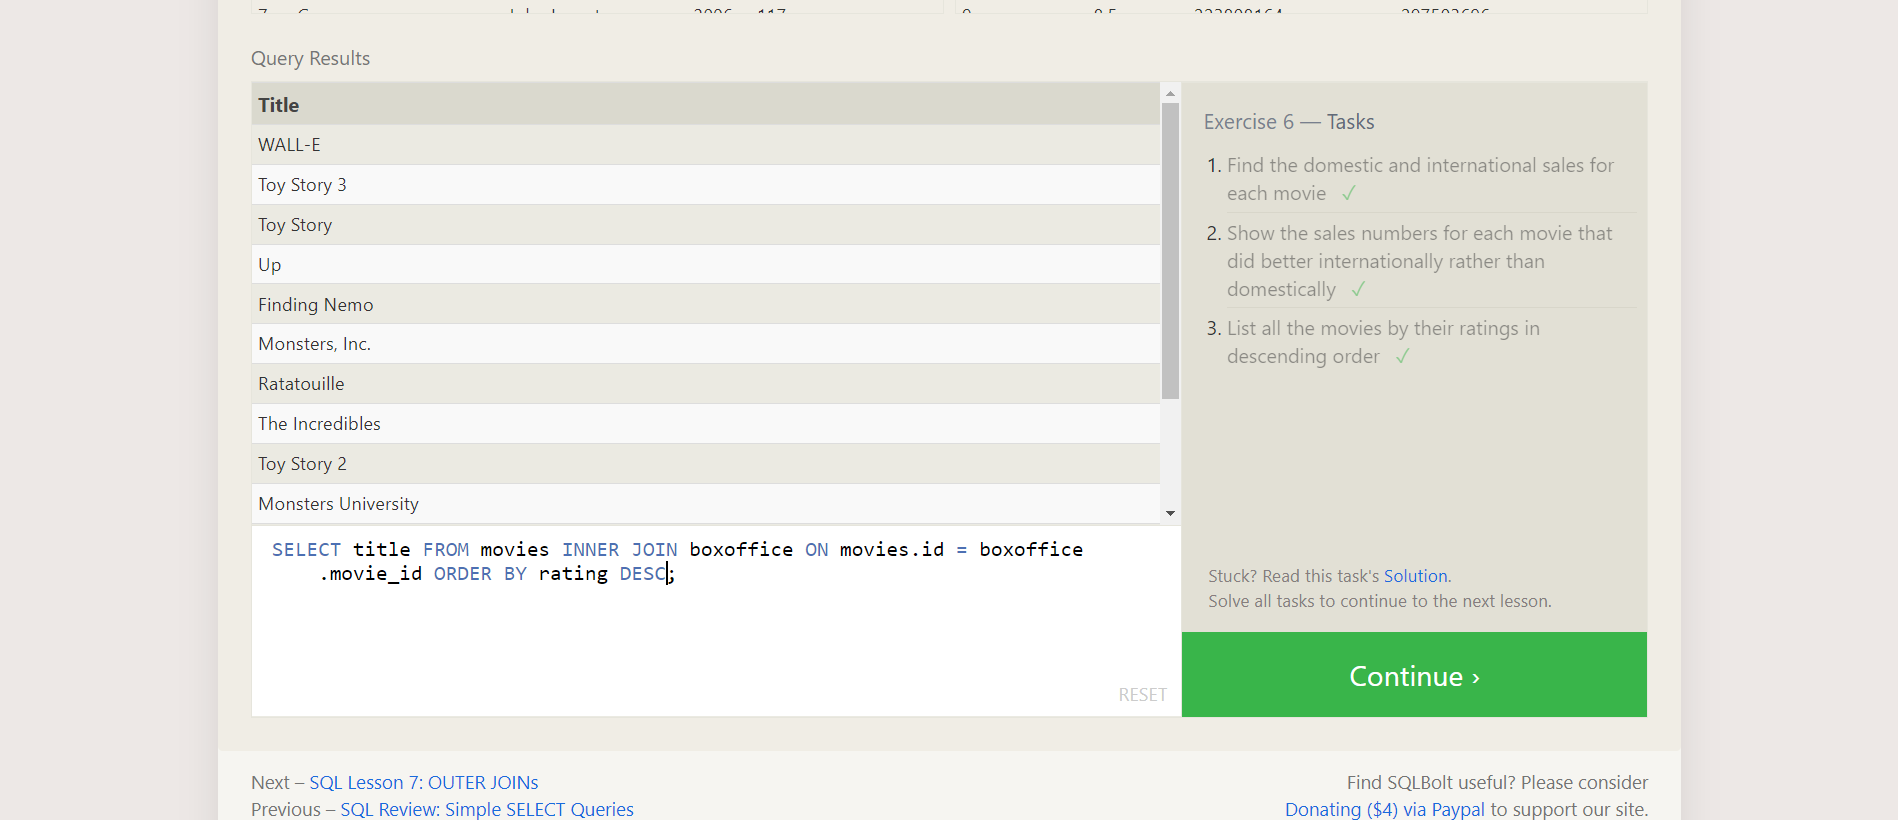 Query Results
Title
WALL-E
Toy Story 3
Toy Story
Up
Finding Nemo
Monsters, Inc.
Ratatouille
The Incredibles
Toy Story 2
Monsters University
SELECT title FROM movies INNER JOIN boxoffice ON movies.id = boxoffice
.movie_id ORDER BY rating DESC;
RESET
Exercise 6 — Tasks
1. Find the domestic and international sales for
each movie ✓
2. Show the sales numbers for each movie that
did better internationally rather than
domestically ✓
3. List all the movies by their ratings in
descending order ✓
Stuck? Read this task's Solution.
Solve all tasks to continue to the next lesson.
Continue ›
Next – SQL Lesson 7: OUTER JOINs
Previous – SQL Review: Simple SELECT Queries
Find SQLBolt useful? Please consider
Donating ($4) via Paypal to support our site.